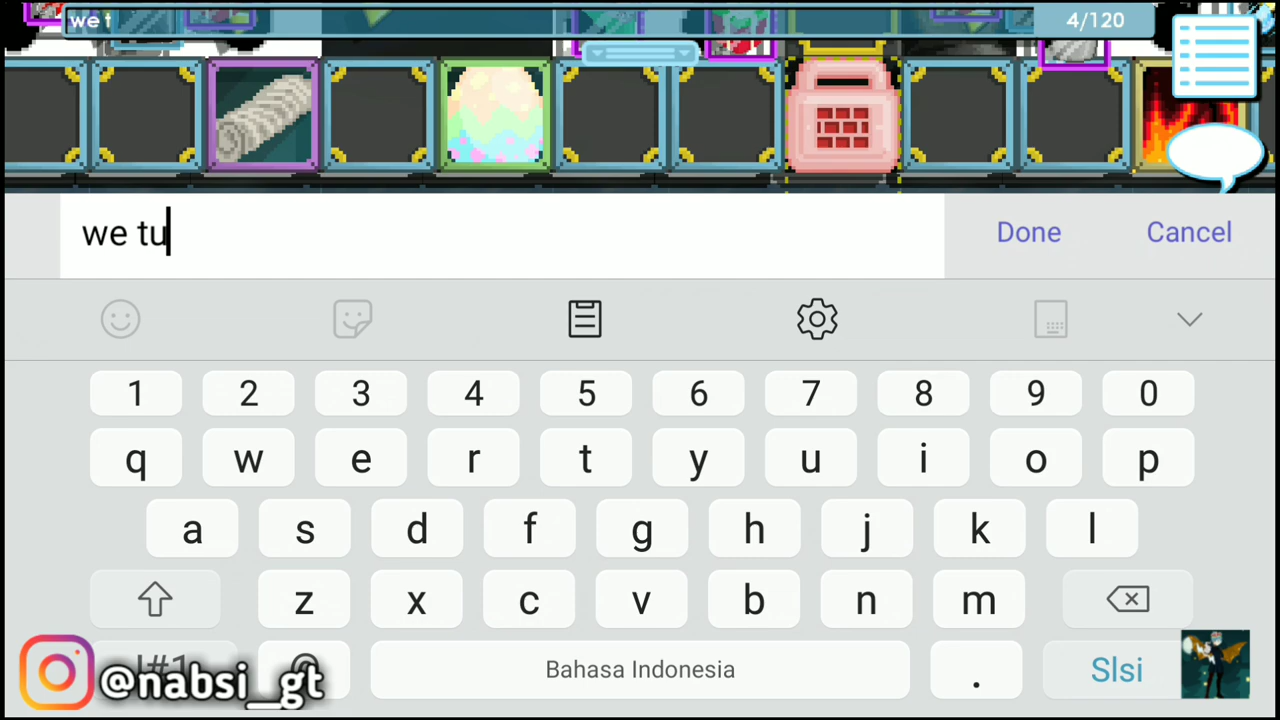 we t
4/120
we tu
Done
Cancel
1 2 3 4 5 6 7 8 9 0
q w e r t y u i o p
a s d f g h j k l
z x c v b n m
!#1 @ Bahasa Indonesia . Slsi
@nabsi_gt